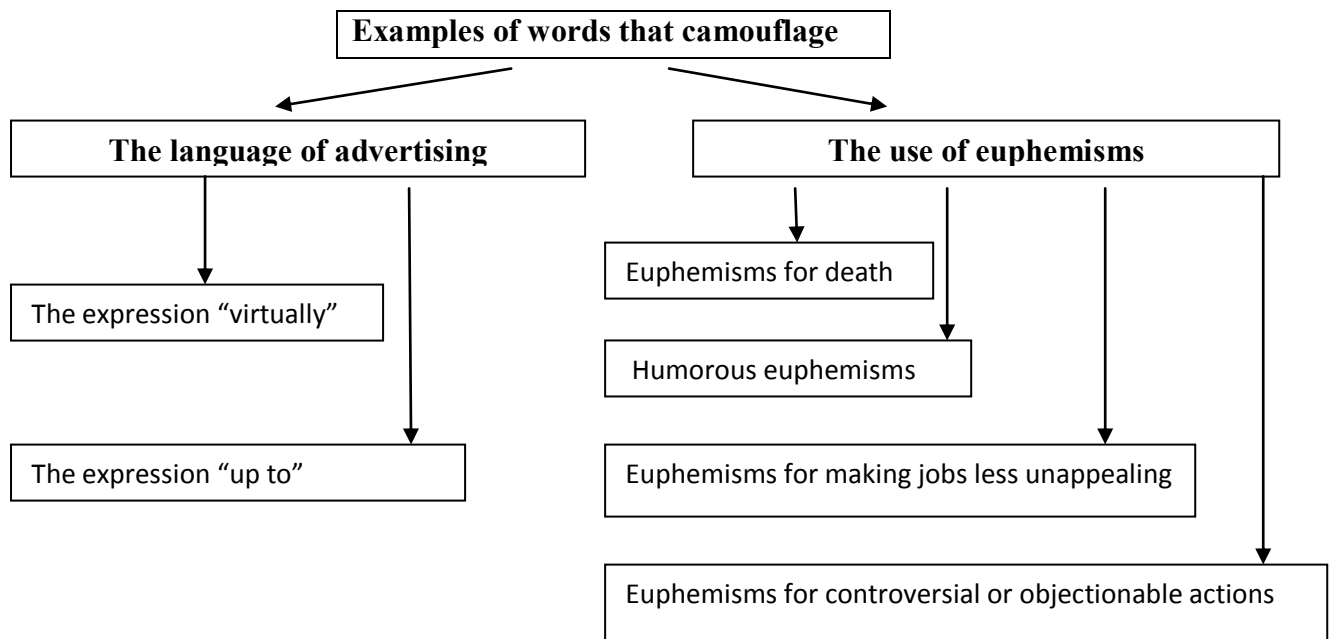 Examples of words that camouflage
The language of advertising
The use of euphemisms
The expression “virtually”
The expression “up to”
Euphemisms for death
Humorous euphemisms
Euphemisms for making jobs less unappealing
Euphemisms for controversial or objectionable actions